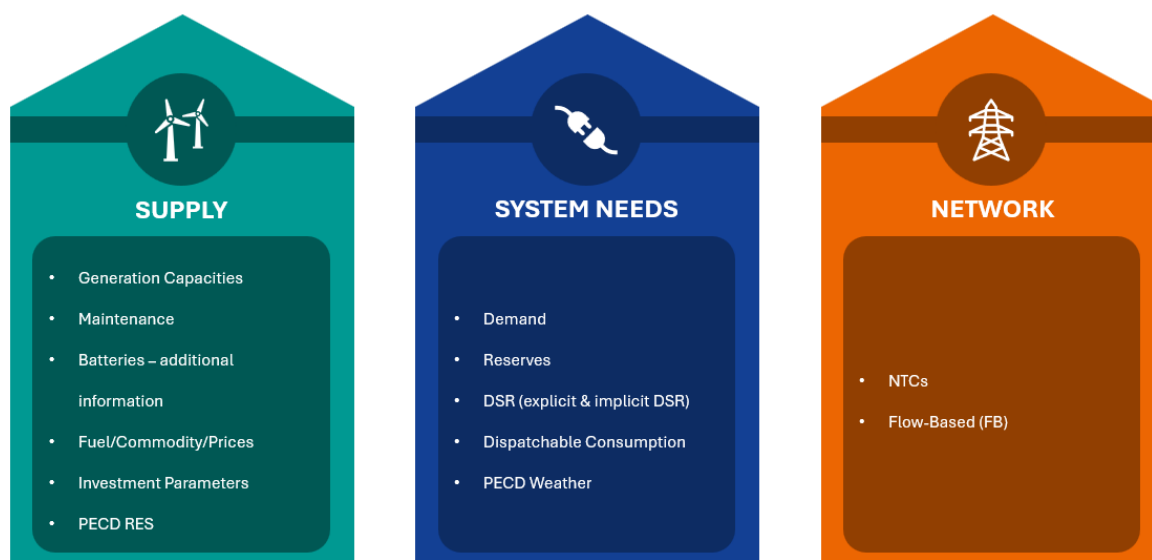 SUPPLY
• Generation Capacities
• Maintenance
• Batteries – additional
information
• Fuel/Commodity/Prices
• Investment Parameters
• PECD RES
SYSTEM NEEDS
• Demand
• Reserves
• DSR (explicit & implicit DSR)
• Dispatchable Consumption
• PECD Weather
NETWORK
• NTCs
• Flow-Based (FB)